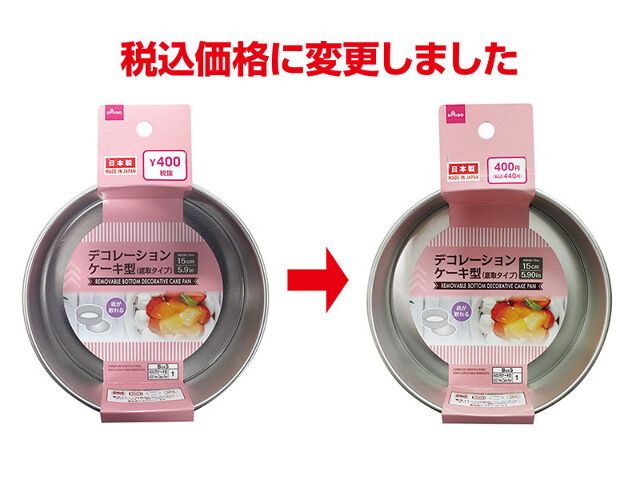 税込価格に変更しました
DAISO
日本製
MADE IN JAPAN
¥400
税抜
デコレーション
ケーキ型(底取タイプ)
15cm
5.9in
REMOVABLE BOTTOM DECORATIVE CAKE PAN
底が
取れる
1
DAISO
日本製
MADE IN JAPAN
400円
(税込440円)
デコレーション
ケーキ型(底取タイプ)
15cm
5.90in
REMOVABLE BOTTOM DECORATIVE CAKE PAN
底が
取れる
1